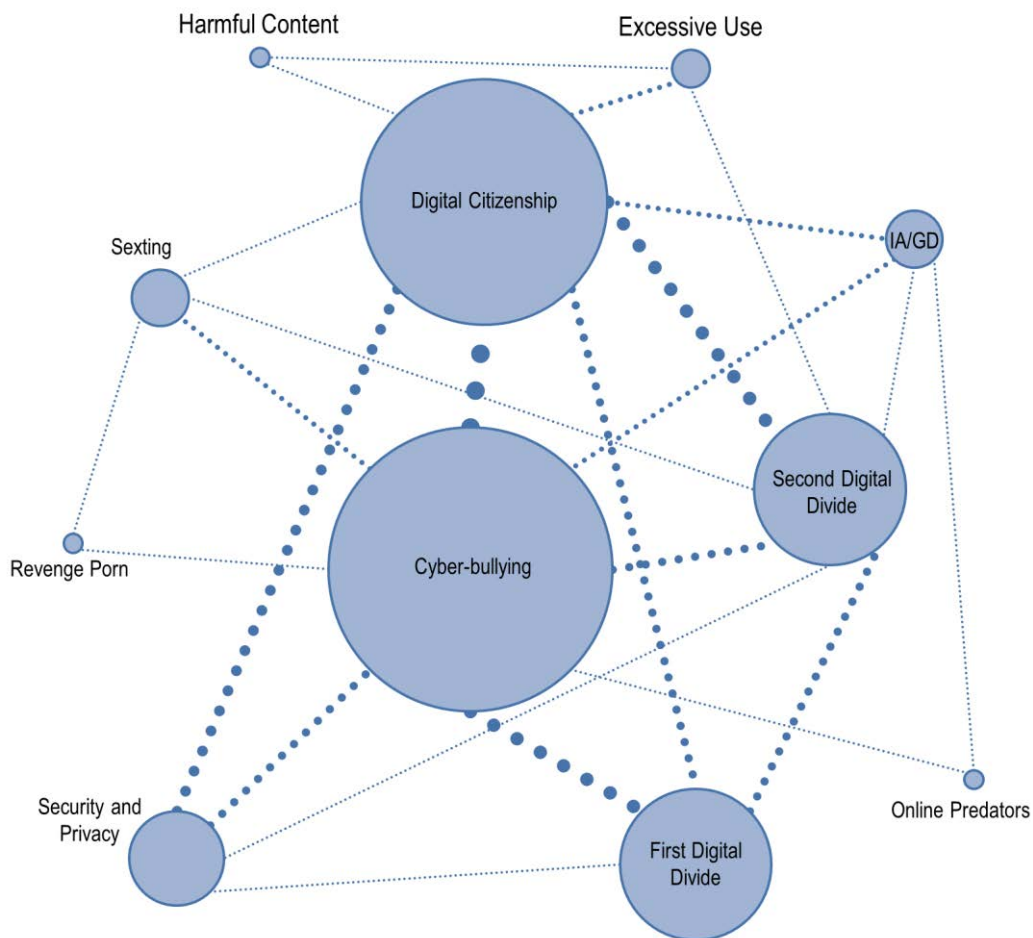 Harmful Content
Excessive Use
Digital Citizenship
IA/GD
Sexting
Second Digital
Divide
Revenge Porn
Cyber-bullying
Security and
Privacy
Online Predators
First Digital
Divide